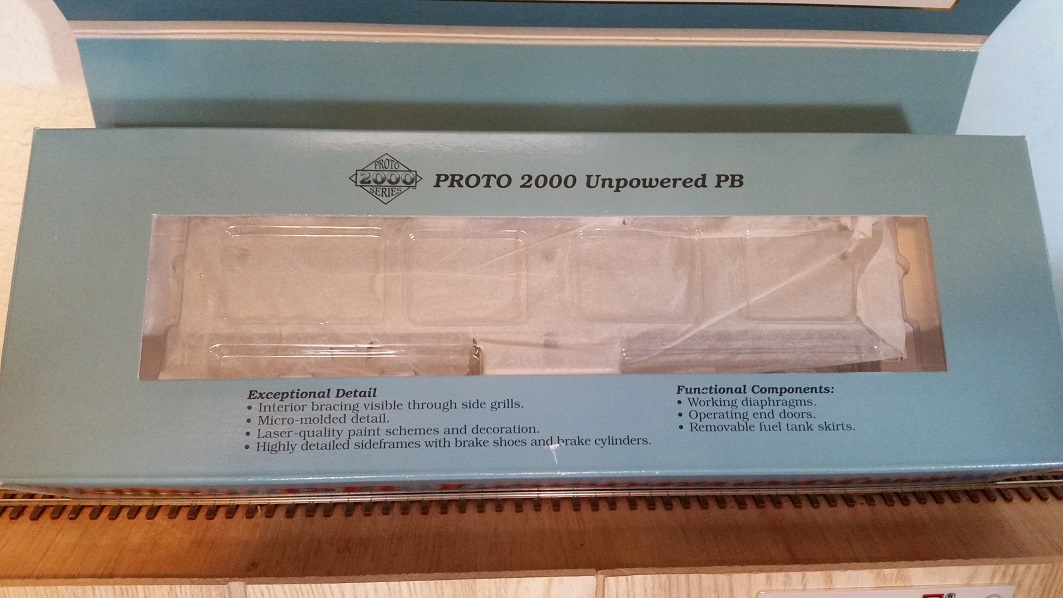 PROTO
2000
SERIES
PROTO 2000 Unpowered PB
Exceptional Detail
• Interior bracing visible through side grills.
• Micro-molded detail.
• Laser-quality paint schemes and decoration.
• Highly detailed sideframes with brake shoes and brake cylinders.
Functional Components:
• Working diaphragms.
• Operating end doors.
• Removable fuel tank skirts.